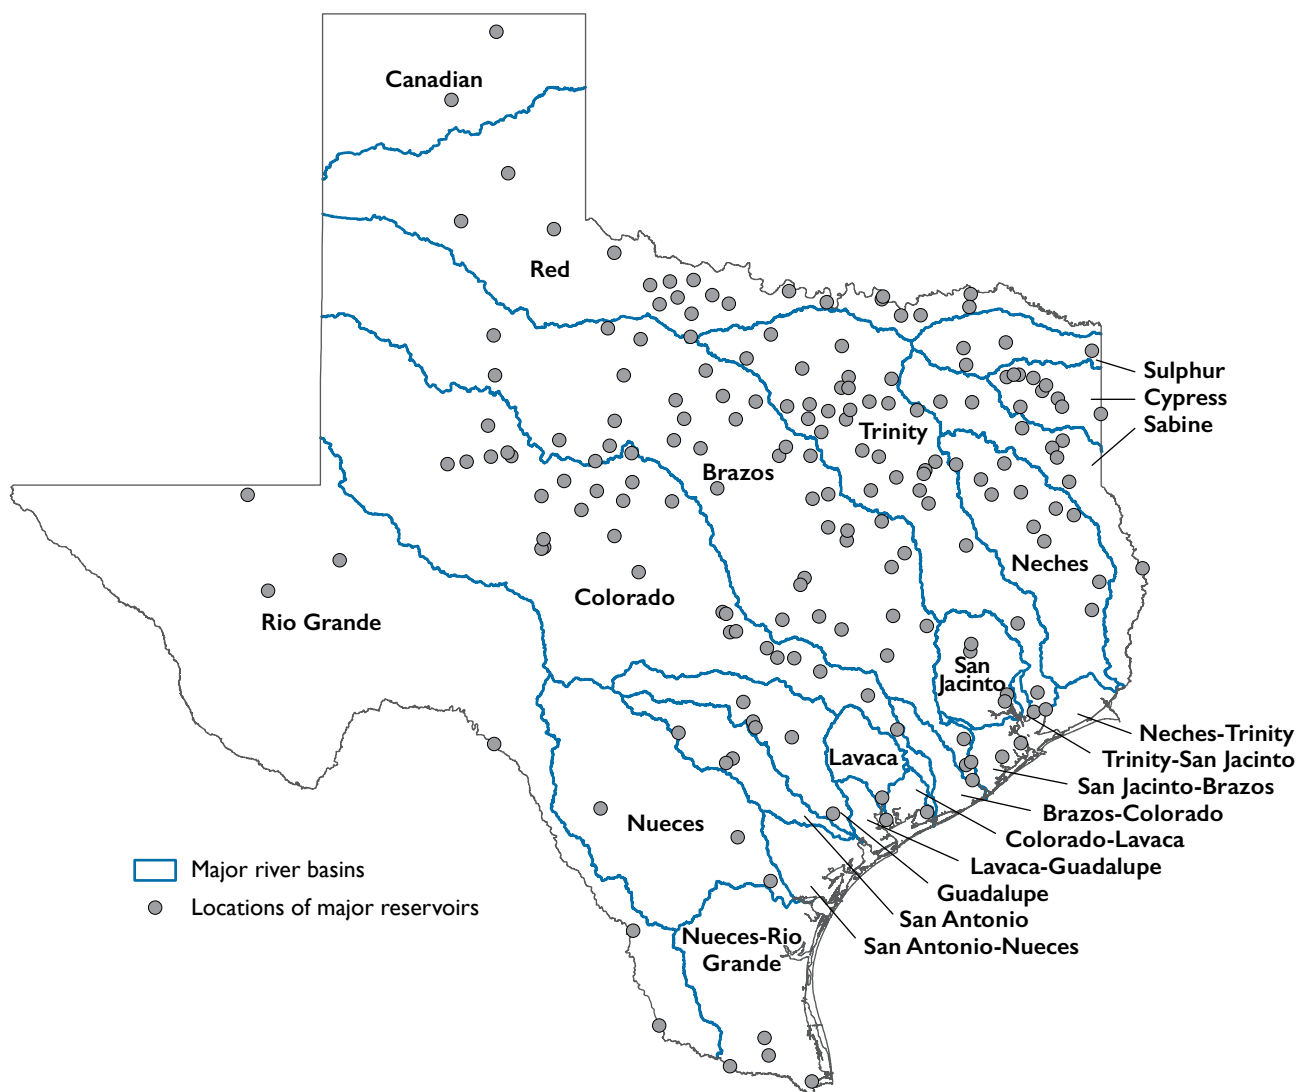 Canadian
Red
Sulphur
Cypress
Sabine
Trinity
Brazos
Neches
Colorado
Rio Grande
San
Jacinto
Neches-Trinity
Trinity-San Jacinto
Lavaca
San Jacinto-Brazos
Brazos-Colorado
Nueces
Colorado-Lavaca
Lavaca-Guadalupe
Major river basins
Guadalupe
Locations of major reservoirs
San Antonio
Nueces-Rio
Grande
San Antonio-Nueces